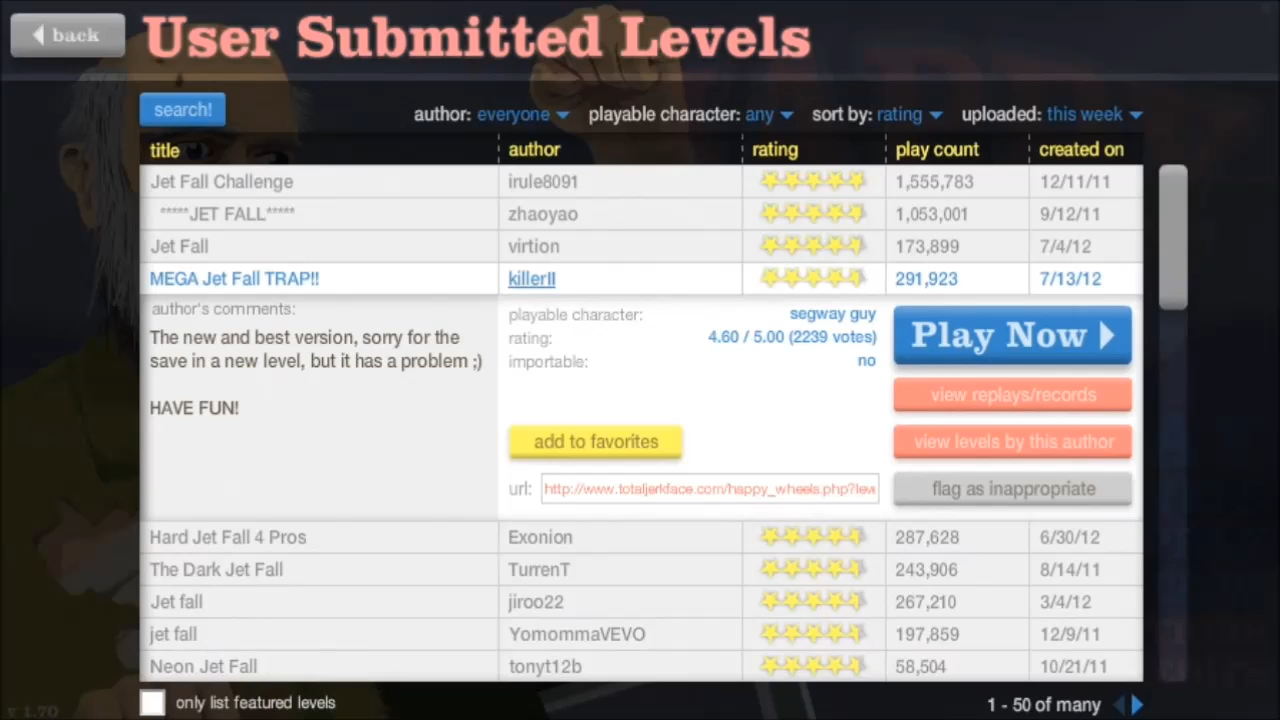 back
User Submitted Levels
search!
author: everyone playable character: any sort by: rating uploaded: this week
title author rating play count created on
Jet Fall Challenge irule8091 1,555,783 12/11/11
*****JET FALL***** zhaoyao 1,053,001 9/12/11
Jet Fall virtion 173,899 7/4/12
MEGA Jet Fall TRAP!! killerII 291,923 7/13/12
author's comments:
The new and best version, sorry for the
save in a new level, but it has a problem ;)
HAVE FUN!
playable character: segway guy
rating: 4.60 / 5.00 (2239 votes)
importable: no
add to favorites
url: http://www.totaljerkface.com/happy_wheels.php?lev
Play Now
view replays/records
view levels by this author
flag as inappropriate
Hard Jet Fall 4 Pros Exonion 287,628 6/30/12
The Dark Jet Fall TurrenT 243,906 8/14/11
Jet fall jiroo22 267,210 3/4/12
jet fall YomommaVEVO 197,859 12/9/11
Neon Jet Fall tonyt12b 58,504 10/21/11
only list featured levels
1 - 50 of many
v 1.70